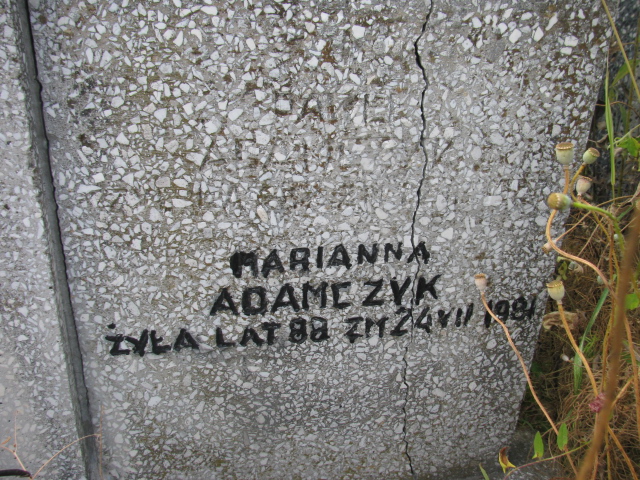 MARIANNA
ADAMCZYK
ŻYŁA LAT 88 ZM 24 VII 1981